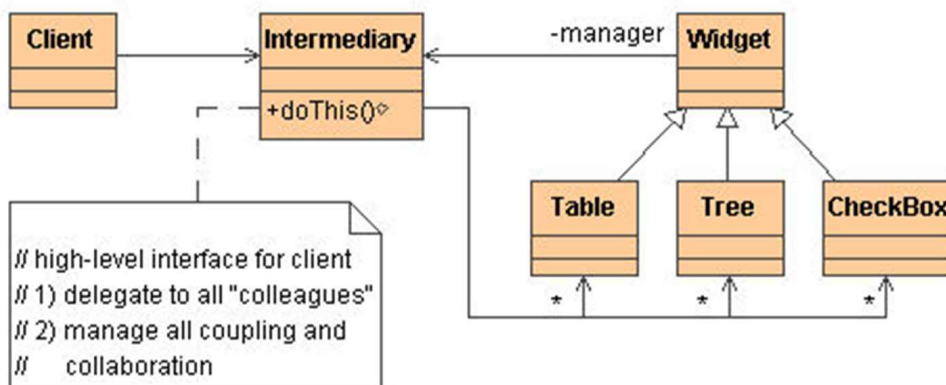 Client
Intermediary
+doThis()
-manager
Widget
Table
Tree
CheckBox
*
*
*
// high-level interface for client
// 1) delegate to all "colleagues"
// 2) manage all coupling and
// collaboration